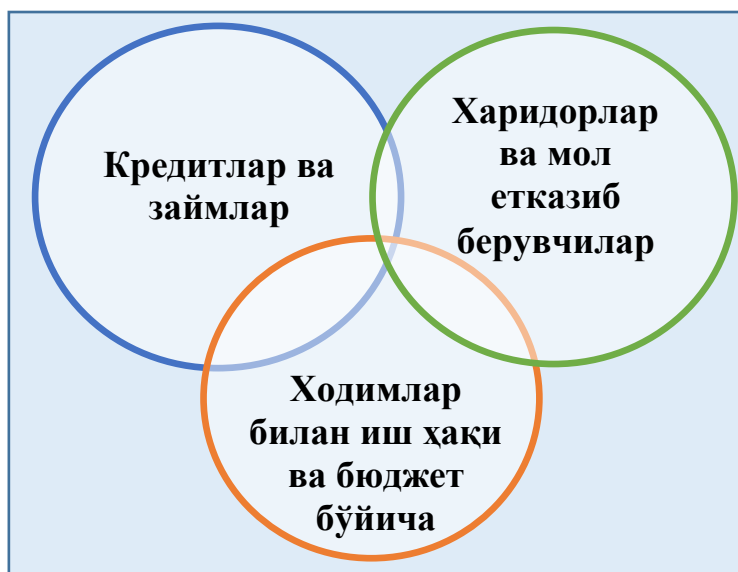 Кредитлар ва
займлар
Харидорлар
ва мол
етказиб
берувчилар
Ходимлар
билан иш ҳақи
ва бюджет
бўйича